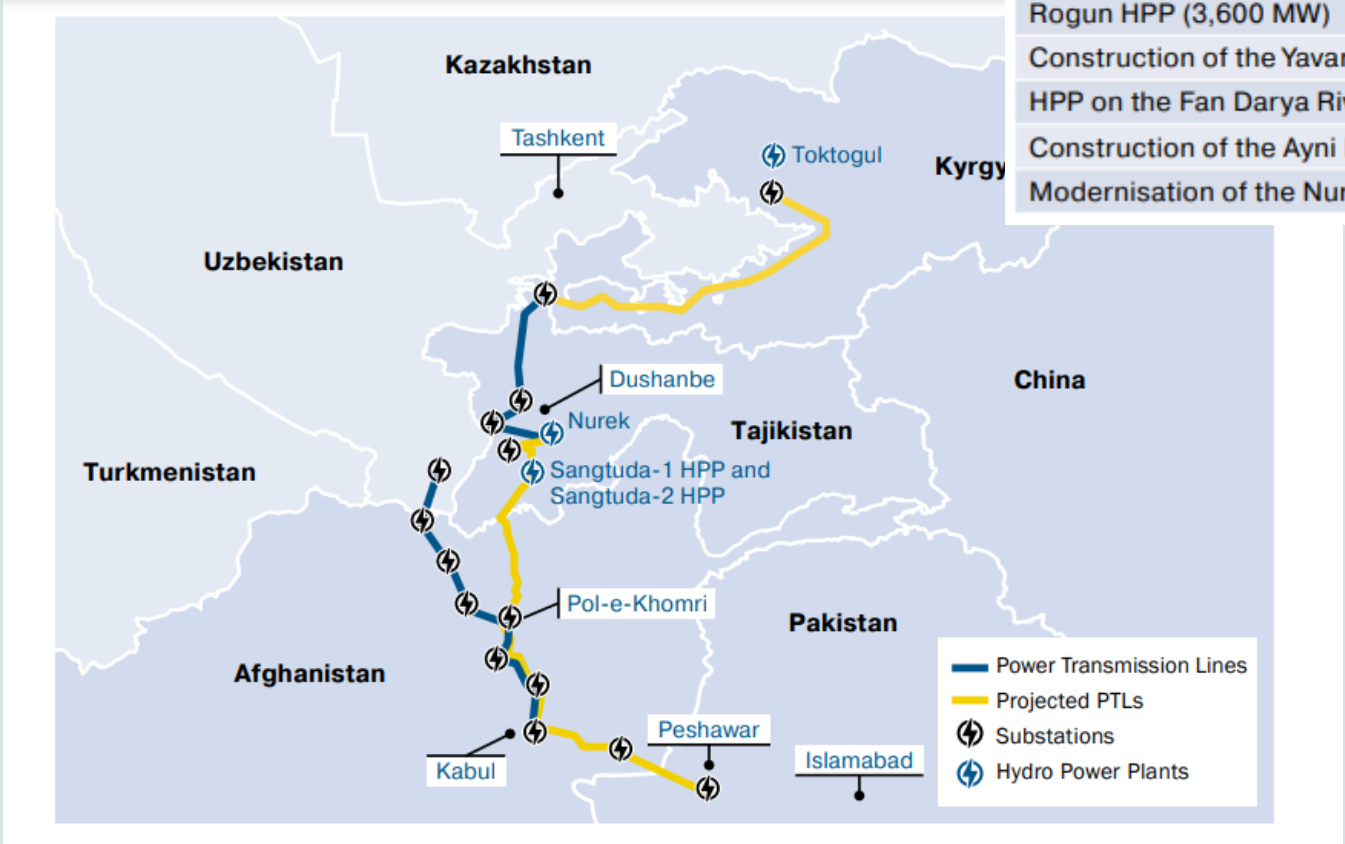 Rogun HPP (3,600 MW)
Construction of the Yavan
HPP on the Fan Darya Riv
Construction of the Ayni
Modernisation of the Nur
Kazakhstan
Tashkent
Toktogul
Kyrgy
Uzbekistan
Dushanbe
China
Nurek
Tajikistan
Turkmenistan
Sangtuda-1 HPP and
Sangtuda-2 HPP
Pol-e-Khomri
Pakistan
Afghanistan
Power Transmission Lines
Projected PTLs
Substations
Hydro Power Plants
Peshawar
Islamabad
Kabul